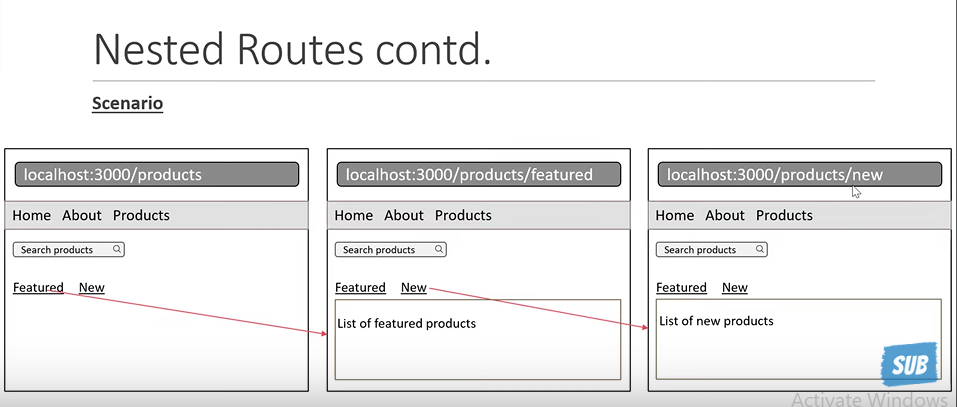 Nested Routes contd.
Scenario
localhost:3000/products
Home About Products
Search products
Featured New
localhost:3000/products/featured
Home About Products
Search products
Featured New
List of featured products
localhost:3000/products/new
Home About Products
Search products
Featured New
List of new products
SUB
Activate Windows